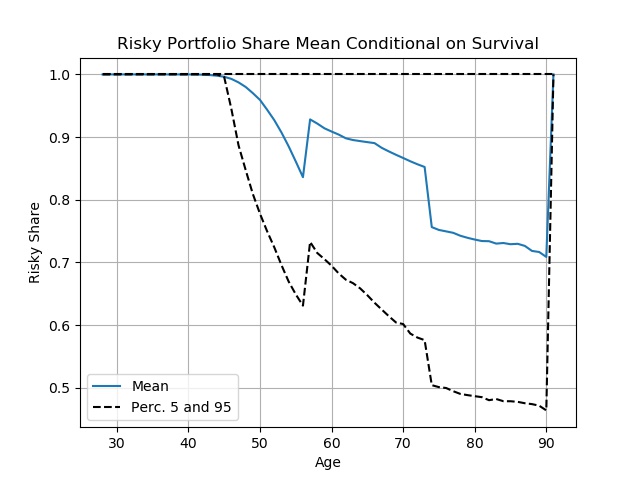 Risky Portfolio Share Mean Conditional on Survival
1.0
0.9
0.8
0.7
0.6
0.5
Risky Share
Mean
Perc. 5 and 95
30 40 50 60 70 80 90
Age